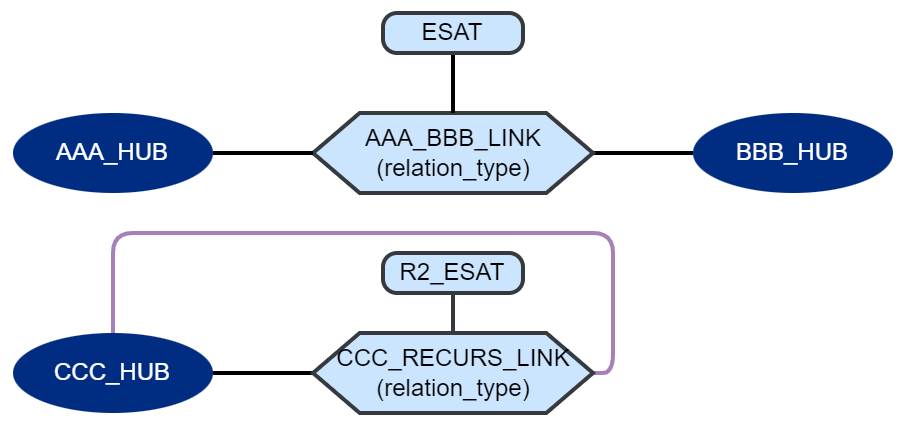 ESAT
AAA_HUB
AAA_BBB_LINK
(relation_type)
BBB_HUB
R2_ESAT
CCC_HUB
CCC_RECURS_LINK
(relation_type)